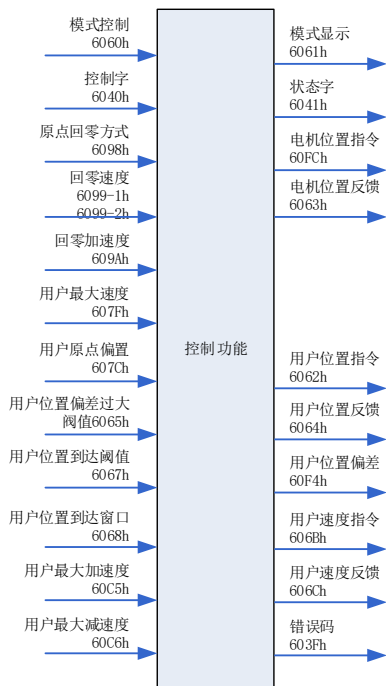 模式控制
6060h
控制字
6040h
原点回零方式
6098h
回零速度
6099-1h
6099-2h
回零加速度
609Ah
用户最大速度
607Fh
用户原点偏置
607Ch
用户位置偏差过大
阀值6065h
用户位置到达阈值
6067h
用户位置到达窗口
6068h
用户最大加速度
60C5h
用户最大减速度
60C6h
控制功能
模式显示
6061h
状态字
6041h
电机位置指令
60FCh
电机位置反馈
6063h
用户位置指令
6062h
用户位置反馈
6064h
用户位置偏差
60F4h
用户速度指令
606Bh
用户速度反馈
606Ch
错误码
603Fh